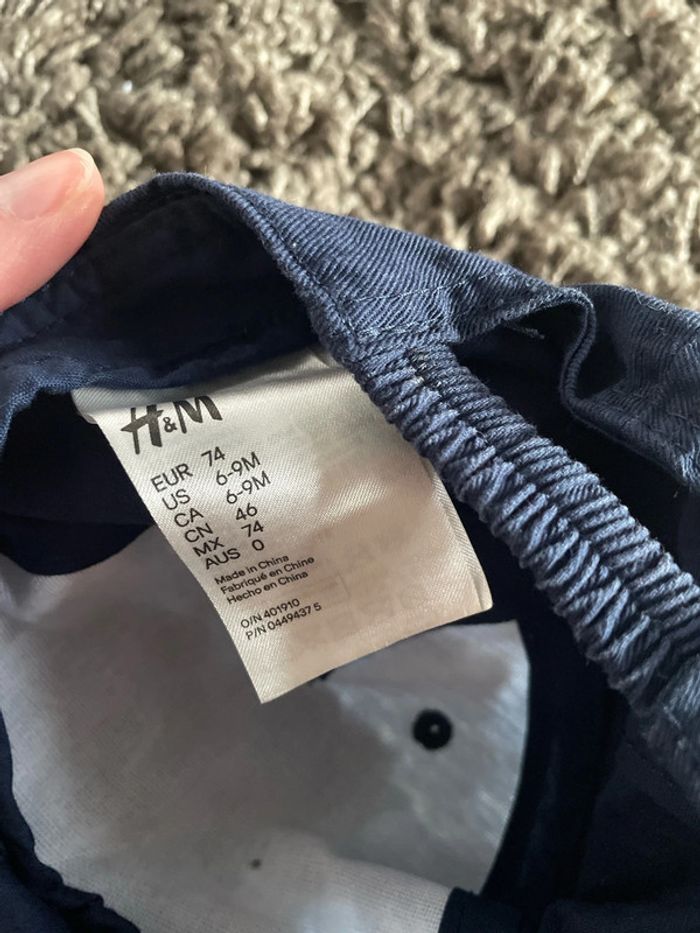 H&M
EUR 74
US 6-9M
CA 6-9M
CN 46
MX 74
AUS 0
Made in China
Fabriqué en Chine
Hecho en China
O/N 401910
P/N 0449437 5